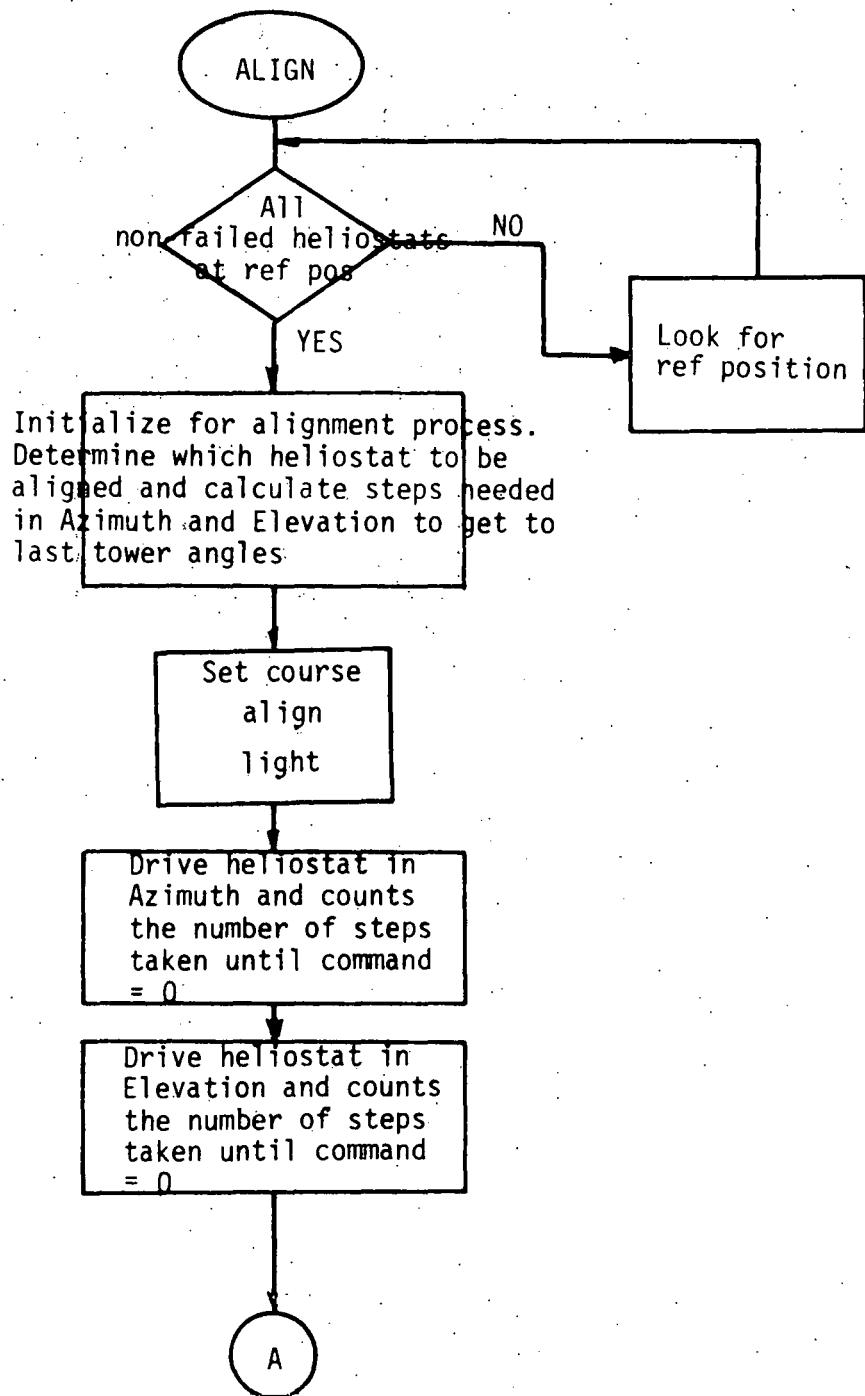 ALIGN
All
non-failed heliostats
at ref pos
NO
YES
Look for
ref position
Initialize for alignment process.
Determine which heliostat to be
aligned and calculate steps needed
in Azimuth and Elevation to get to
last tower angles
Set course
align
light
Drive heliostat in
Azimuth and counts
the number of steps
taken until command
= 0
Drive heliostat in
Elevation and counts
the number of steps
taken until command
= 0
A